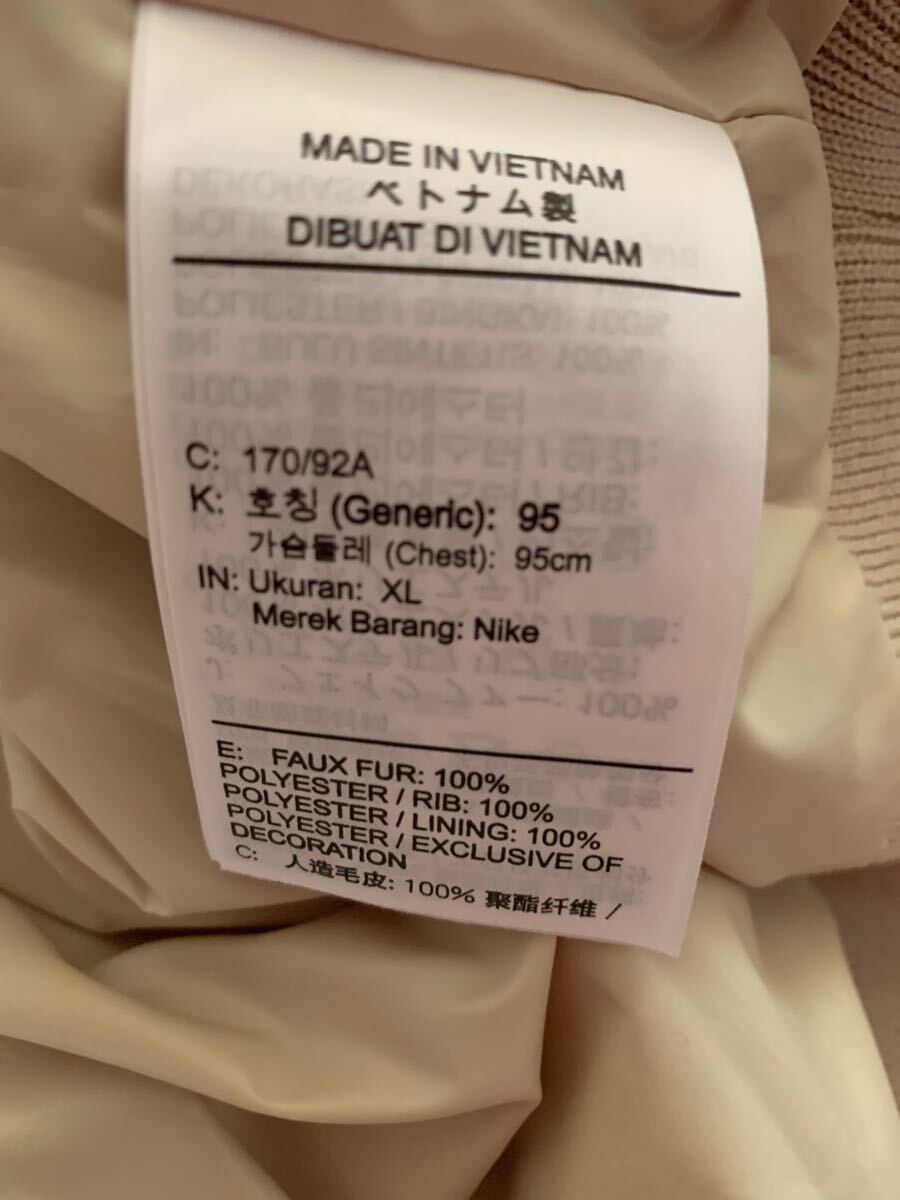 MADE IN VIETNAM
ベトナム製
DIBUAT DI VIETNAM
C: 170/92A
K: 호칭 (Generic): 95
가슴둘레 (Chest): 95cm
IN: Ukuran: XL
Merek Barang: Nike
E: FAUX FUR: 100%
POLYESTER / RIB: 100%
POLYESTER / LINING: 100%
POLYESTER / EXCLUSIVE OF
DECORATION
C: 人造毛皮: 100% 聚酯纤维 /